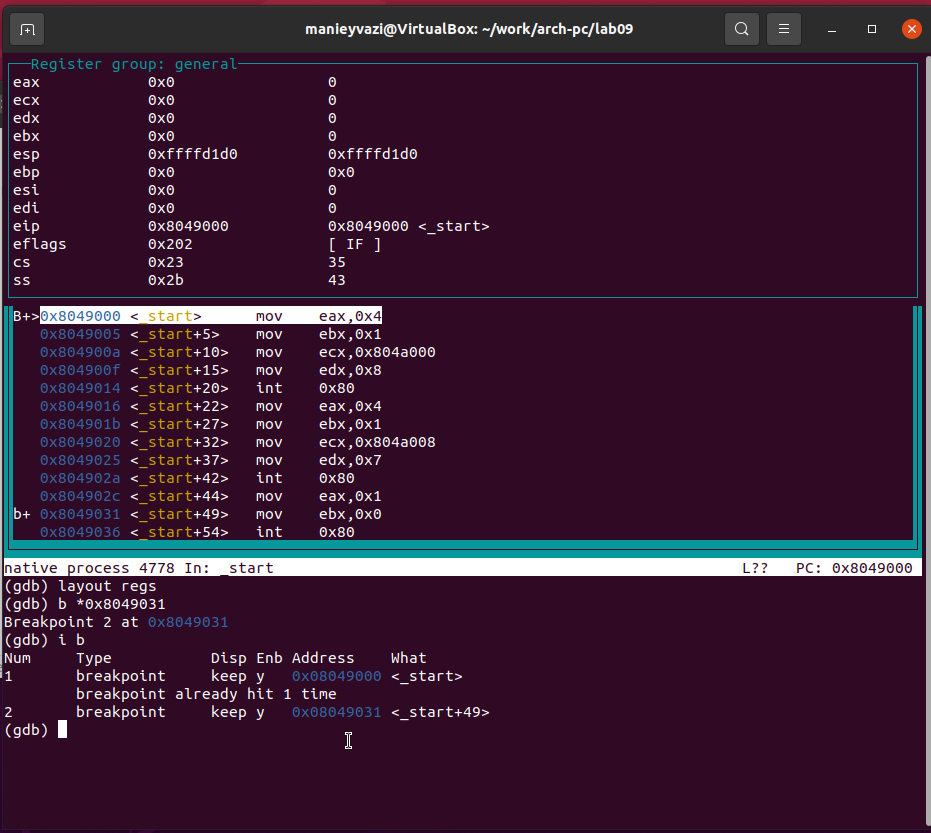 manieyvazi@VirtualBox: ~/work/arch-pc/lab09
Register group: general
eax 0x0 0
ecx 0x0 0
edx 0x0 0
ebx 0x0 0
esp 0xffffd1d0 0xffffd1d0
ebp 0x0 0x0
esi 0x0 0
edi 0x0 0
eip 0x8049000 0x8049000 <_start>
eflags 0x202 [ IF ]
cs 0x23 35
ss 0x2b 43
B+>0x8049000 <_start> mov eax,0x4
0x8049005 <_start+5> mov ebx,0x1
0x804900a <_start+10> mov ecx,0x804a000
0x804900f <_start+15> mov edx,0x8
0x8049014 <_start+20> int 0x80
0x8049016 <_start+22> mov eax,0x4
0x804901b <_start+27> mov ebx,0x1
0x8049020 <_start+32> mov ecx,0x804a008
0x8049025 <_start+37> mov edx,0x7
0x804902a <_start+42> int 0x80
0x804902c <_start+44> mov eax,0x1
b+ 0x8049031 <_start+49> mov ebx,0x0
0x8049036 <_start+54> int 0x80
native process 4778 In: _start L?? PC: 0x8049000
(gdb) layout regs
(gdb) b *0x8049031
Breakpoint 2 at 0x8049031
(gdb) i b
Num Type Disp Enb Address What
1 breakpoint keep y 0x08049000 <_start>
breakpoint already hit 1 time
2 breakpoint keep y 0x08049031 <_start+49>
(gdb)